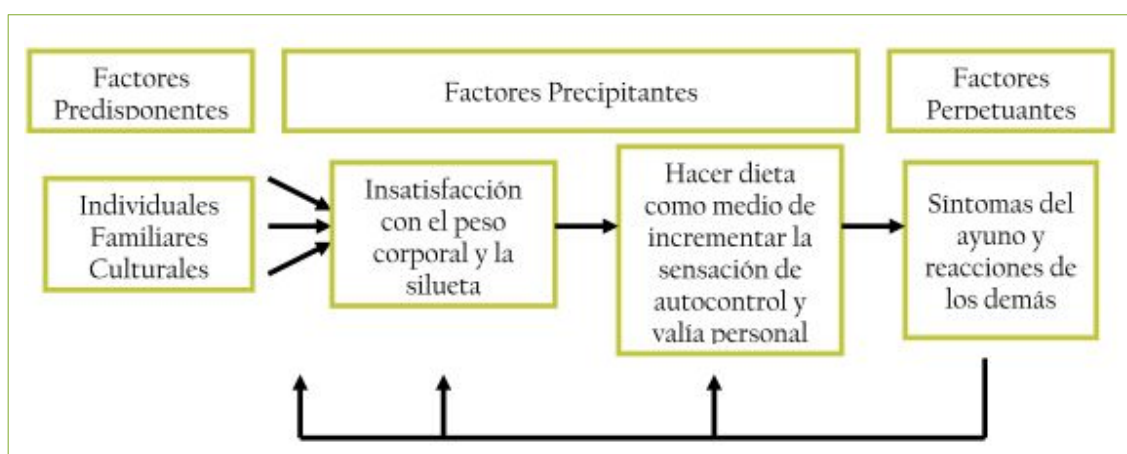 Factores
Predisponentes
Factores Precipitantes
Factores
Perpetuantes
Individuales
Familiares
Culturales
Insatisfacción
con el peso
corporal y la
silueta
Hacer dieta
como medio de
incrementar la
sensación de
autocontrol y
valía personal
Síntomas del
ayuno y
reacciones de
los demás